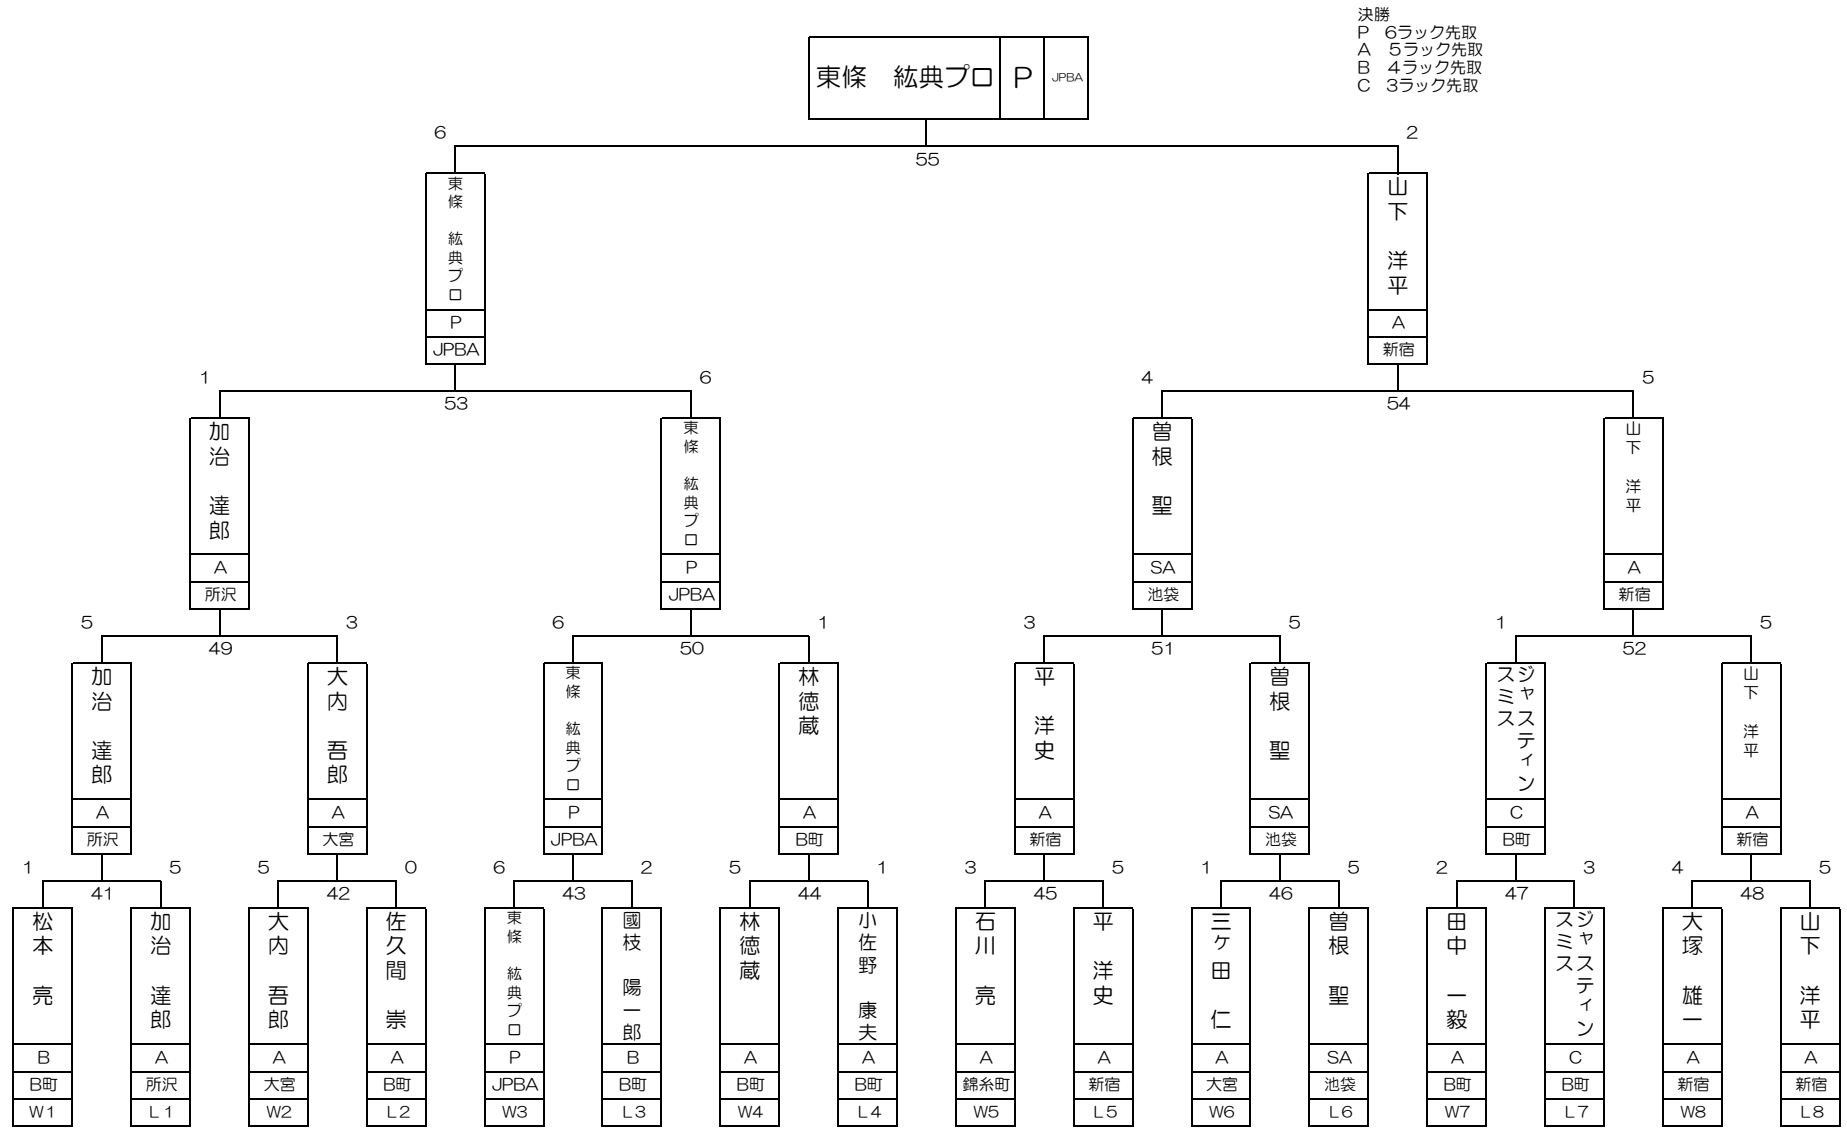 決勝
P 6ラック先取
A 5ラック先取
B 4ラック先取
C 3ラック先取
東條 紘典プロ P JPBA
6 2
55
東條 紘典プロ 山下 洋平
P A
JPBA 新宿
1 6 4 5
53 54
加治 達郎 東條 紘典プロ 曽根 聖 山下 洋平
A P SA A
所沢 JPBA 池袋 新宿
5 3 6 1 3 5 1 5
49 50 51 52
加治 達郎 大内 吾郎 東條 紘典プロ 林徳蔵 平 洋史 曽根 聖 ジャスティン スミス 山下 洋平
A A P A A SA C A
所沢 大宮 JPBA B町 新宿 池袋 B町 新宿
1 5 5 0 6 2 5 1 3 5 1 5 2 3 4 5
41 42 43 44 45 46 47 48
松本 亮 加治 達郎 大内 吾郎 佐久間 崇 東條 紘典プロ 國枝 陽一郎 林徳蔵 小佐野 康夫 石川 亮 平 洋史 三ヶ田 仁 曽根 聖 田中 一毅 ジャスティン スミス 大塚 雄一 山下 洋平
B A A A P B A A A A A SA A C A A
B町 所沢 大宮 B町 JPBA B町 B町 B町 錦糸町 新宿 大宮 池袋 B町 B町 新宿 新宿
W1 L1 W2 L2 W3 L3 W4 L4 W5 L5 W6 L6 W7 L7 W8 L8